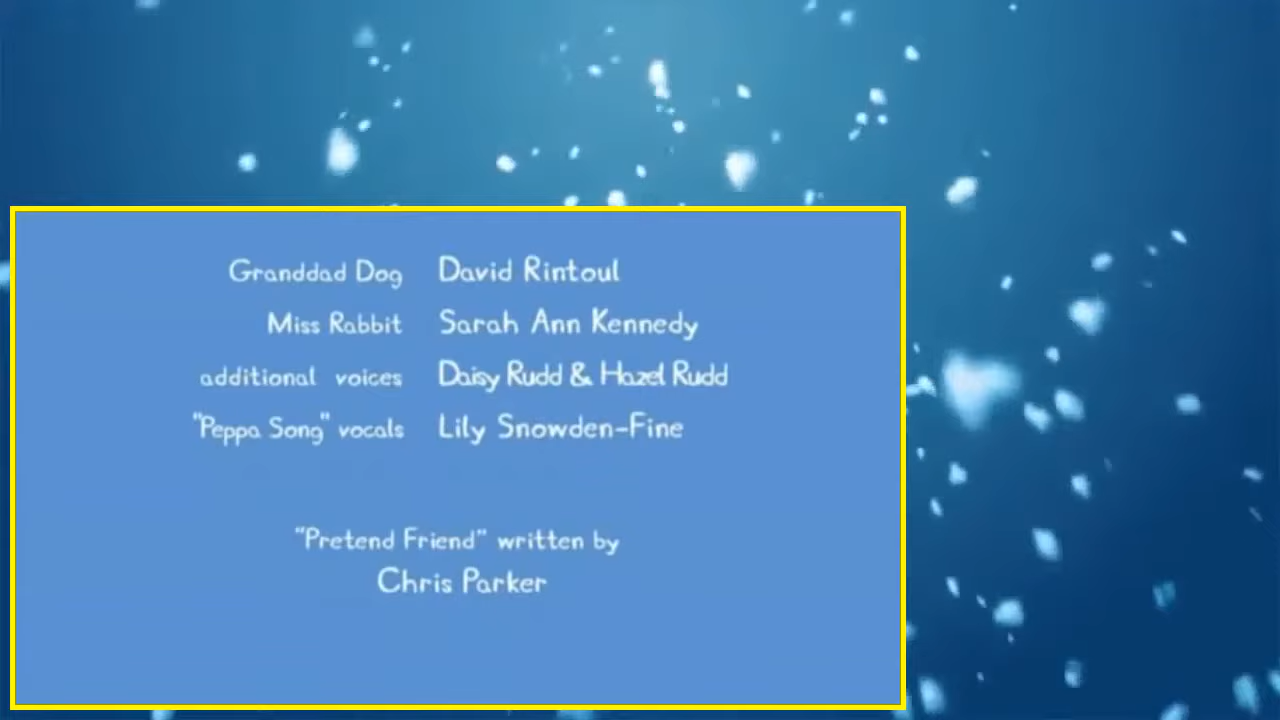 Granddad Dog David Rintoul
Miss Rabbit Sarah Ann Kennedy
additional voices Daisy Rudd & Hazel Rudd
"Peppa Song" vocals Lily Snowden-Fine
"Pretend Friend" written by
Chris Parker